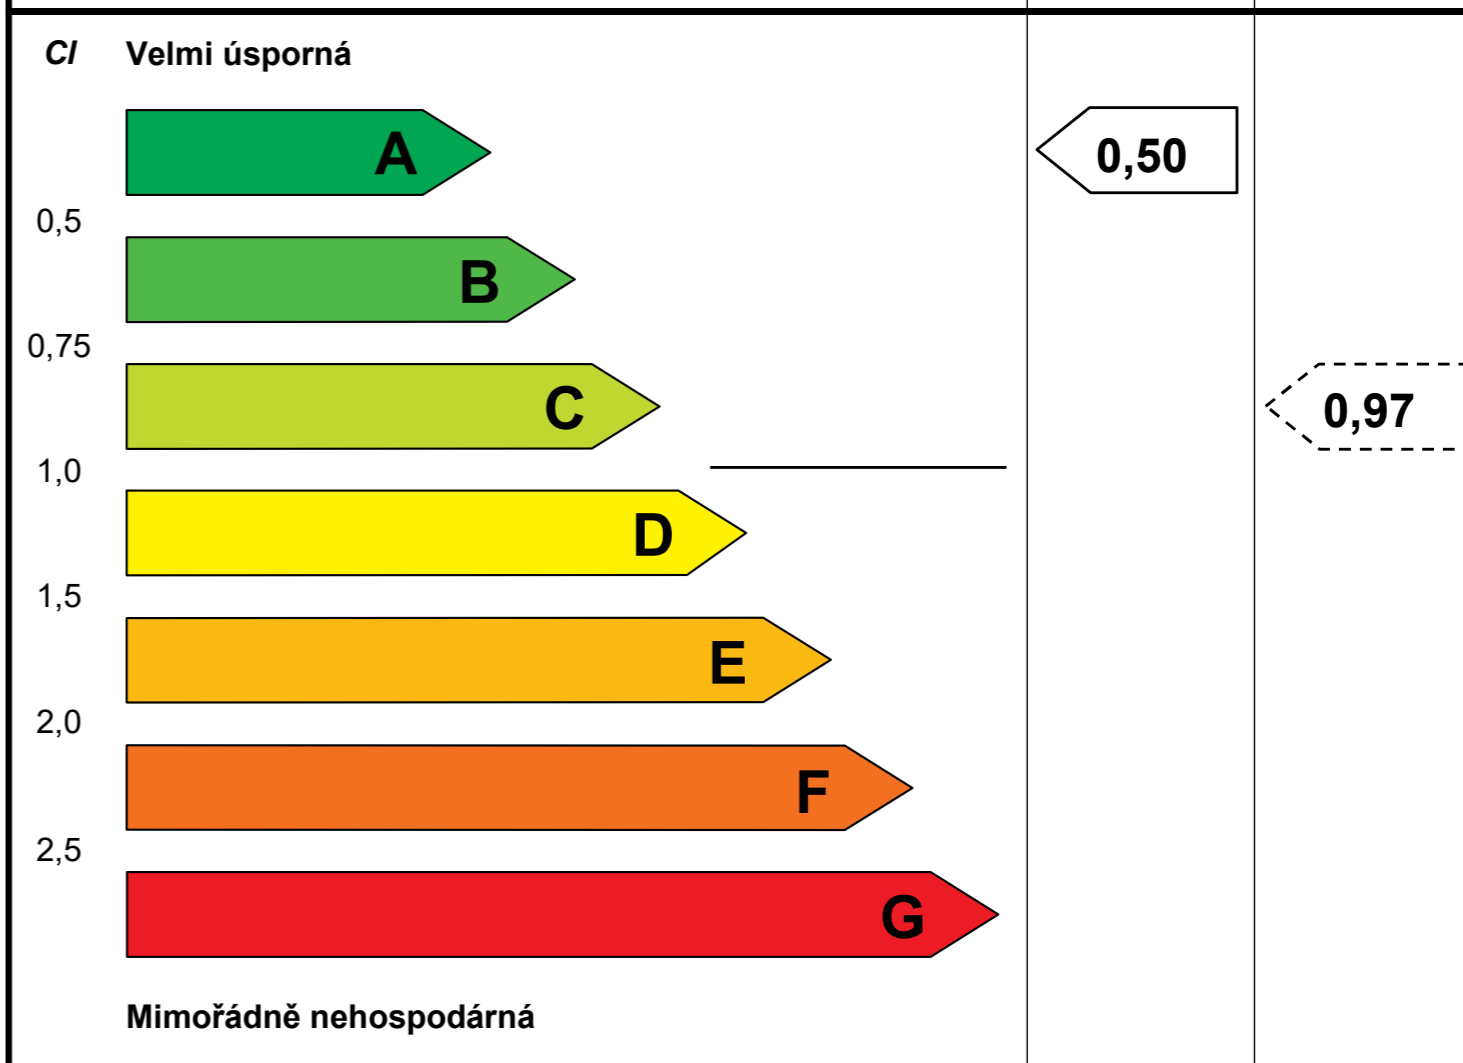 CI Velmi úsporná
A 0,50
0,5
B
0,75
C 0,97
1,0
D
1,5
E
2,0
F
2,5
G
Mimořádně nehospodárná